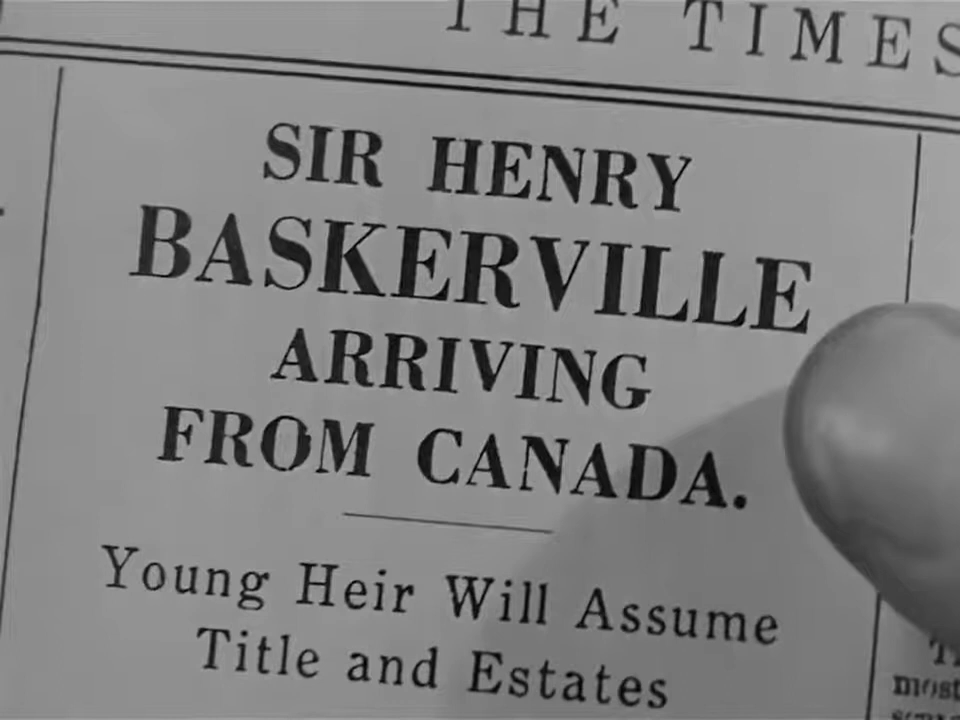 THE TIMES
SIR HENRY
BASKERVILLE
ARRIVING
FROM CANADA.
Young Heir Will Assume
Title and Estates
most